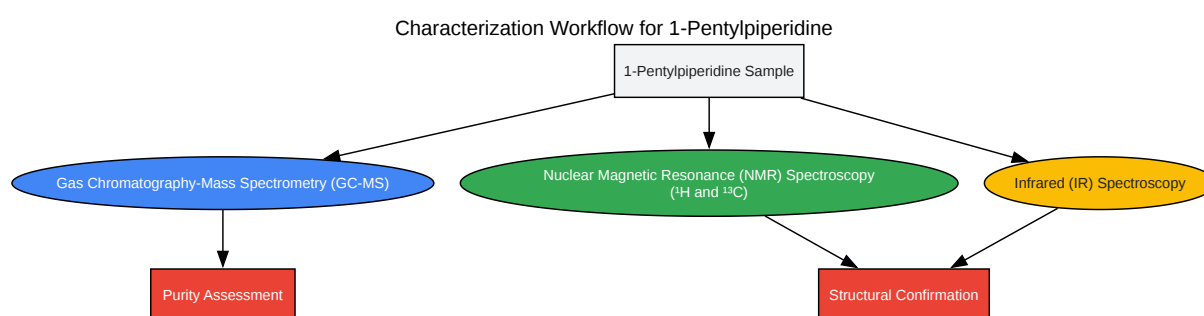 Characterization Workflow for 1-Pentylpiperidine
1-Pentylpiperidine Sample
Gas Chromatography-Mass Spectrometry (GC-MS)
Nuclear Magnetic Resonance (NMR) Spectroscopy
(¹H and ¹³C)
Infrared (IR) Spectroscopy
Purity Assessment
Structural Confirmation